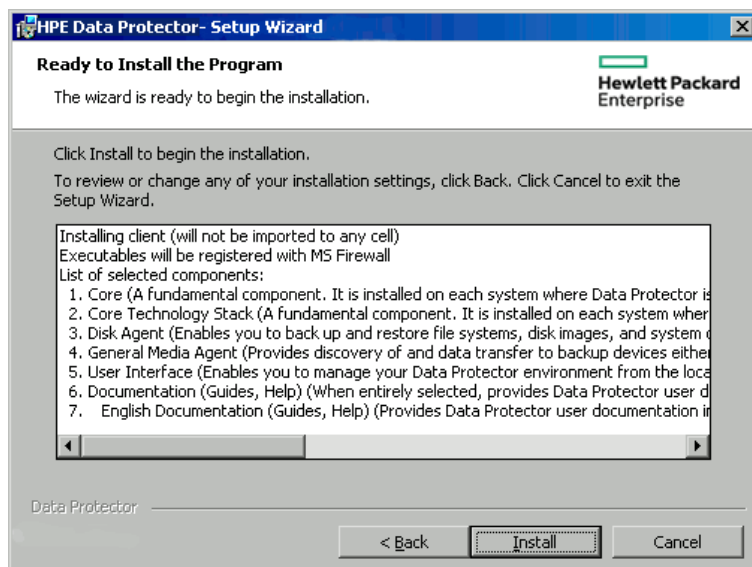 HPE Data Protector- Setup Wizard
Ready to Install the Program
The wizard is ready to begin the installation.
Hewlett Packard
Enterprise
Click Install to begin the installation.
To review or change any of your installation settings, click Back. Click Cancel to exit the
Setup Wizard.
Installing client (will not be imported to any cell)
Executables will be registered with MS Firewall
List of selected components:
1. Core (A fundamental component. It is installed on each system where Data Protector is
2. Core Technology Stack (A fundamental component. It is installed on each system wher
3. Disk Agent (Enables you to back up and restore file systems, disk images, and system
4. General Media Agent (Provides discovery of and data transfer to backup devices either
5. User Interface (Enables you to manage your Data Protector environment from the loca
6. Documentation (Guides, Help) (When entirely selected, provides Data Protector user d
7. English Documentation (Guides, Help) (Provides Data Protector user documentation i
Data Protector
< Back
Install
Cancel